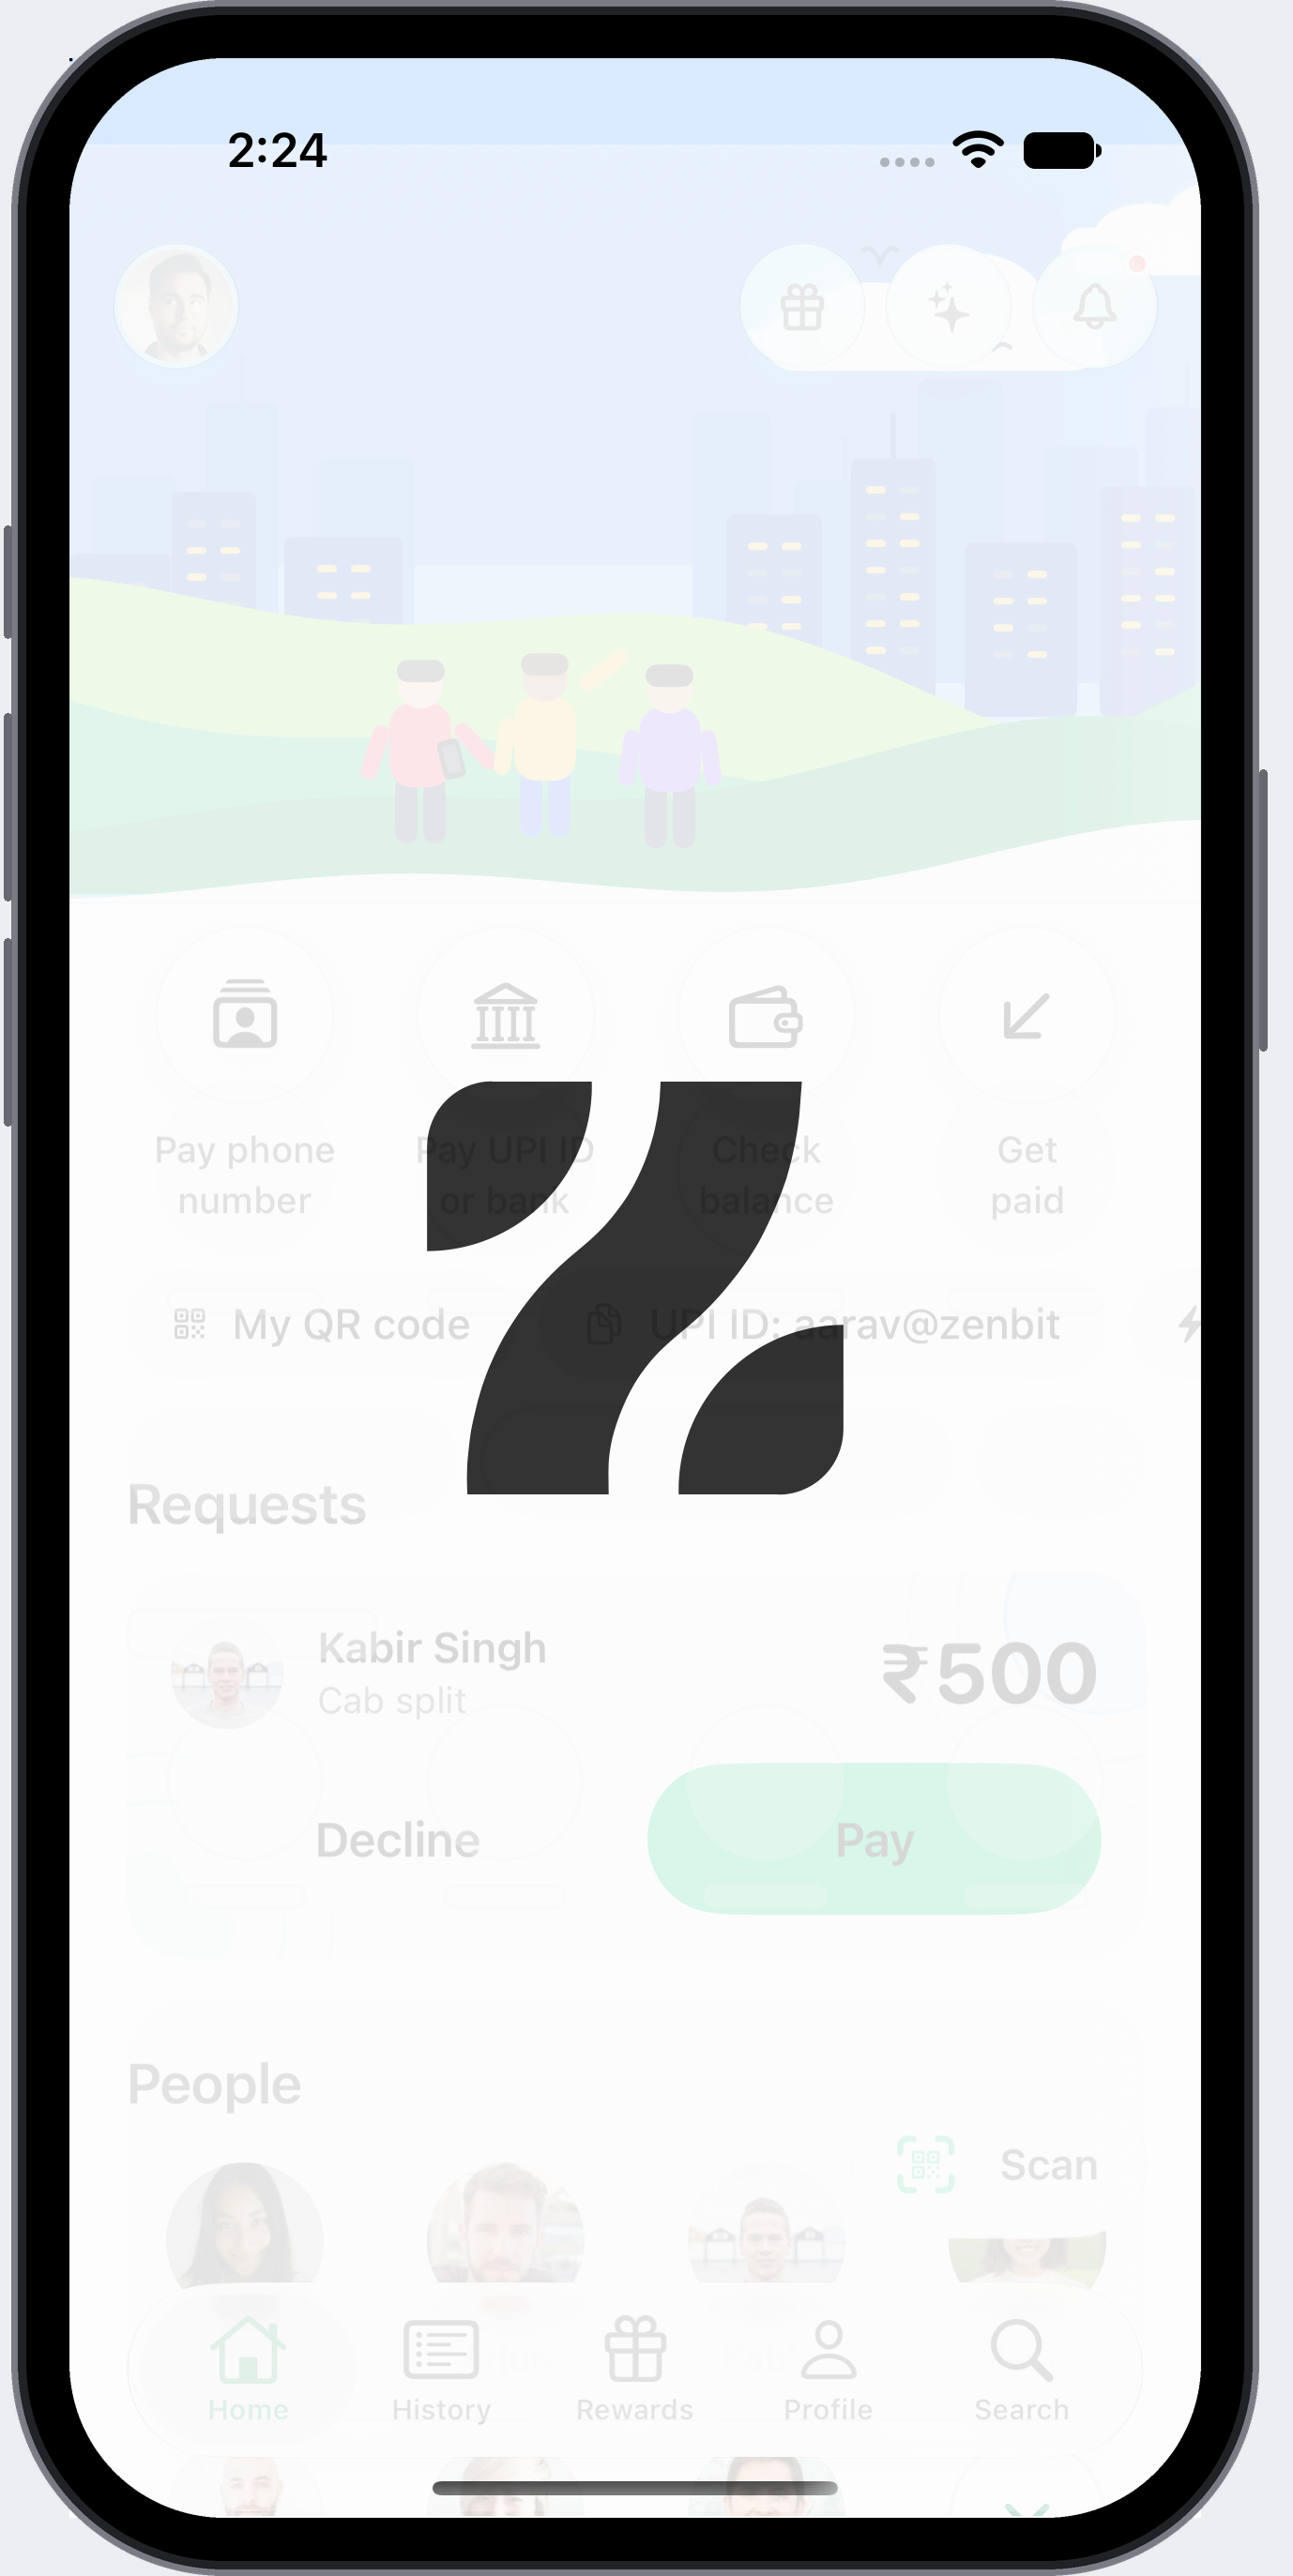 2:24
Pay phone
number
Pay UPI ID
or bank
Check
balance
Get
paid
My QR code
UPI ID: aarav@zenbit
Requests
Kabir Singh
Cab split
₹500
Decline
Pay
People
Scan
Home
History
Rewards
Profile
Search